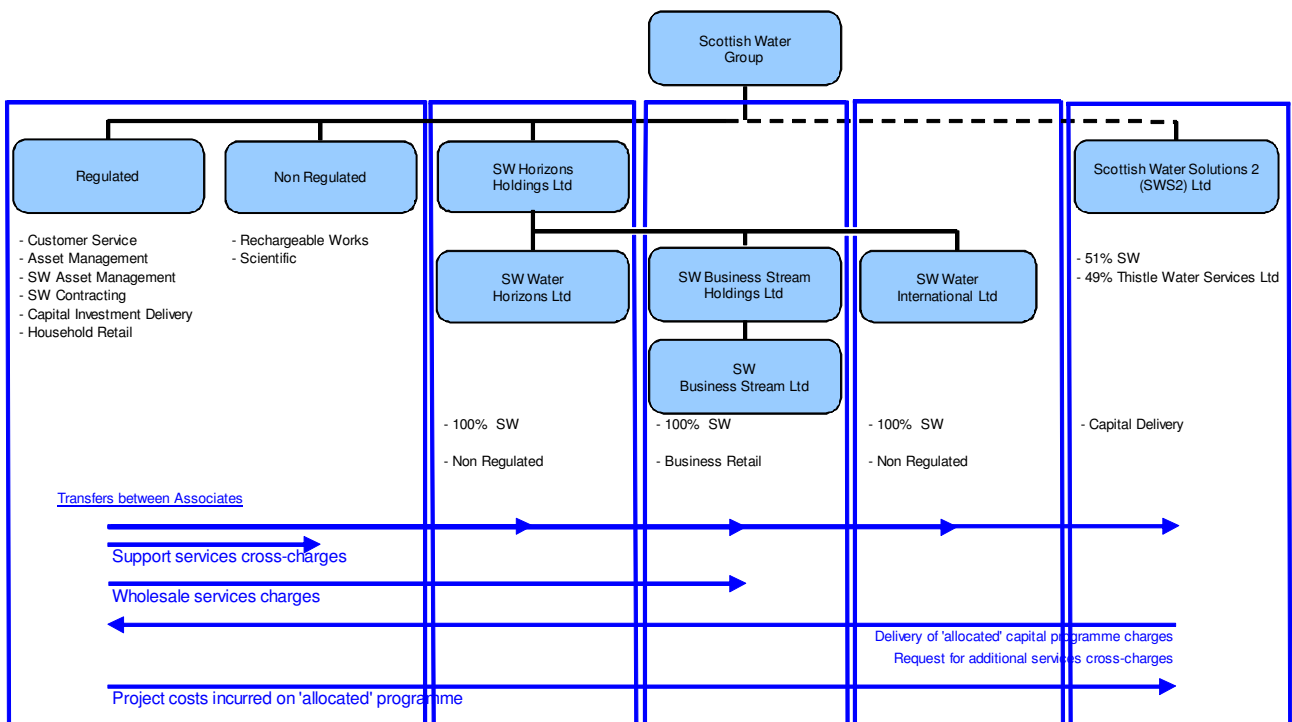 Scottish Water
Group
Regulated
Non Regulated
SW Horizons
Holdings Ltd
Scottish Water Solutions 2
(SWS2) Ltd
- Customer Service
- Asset Management
- SW Asset Management
- SW Contracting
- Capital Investment Delivery
- Household Retail
- Rechargeable Works
- Scientific
SW Water
Horizons Ltd
SW Business Stream
Holdings Ltd
SW Water
International Ltd
- 51% SW
- 49% Thistle Water Services Ltd
SW
Business Stream Ltd
- 100% SW
- Non Regulated
- 100% SW
- Business Retail
- 100% SW
- Non Regulated
- Capital Delivery
Transfers between Associates
Support services cross-charges
Wholesale services charges
Delivery of 'allocated' capital programme charges
Request for additional services cross-charges
Project costs incurred on 'allocated' programme